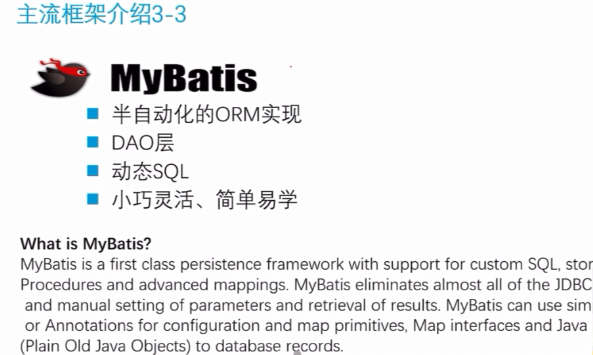 主流框架介绍3-3
MyBatis
半自动化的ORM实现
DAO层
动态SQL
小巧灵活、简单易学
What is MyBatis?
MyBatis is a first class persistence framework with support for custom SQL,
Procedures and advanced mappings. MyBatis eliminates almost all of the JDBC
and manual setting of parameters and retrieval of results. MyBatis can use
or Annotations for configuration and map primitives, Map interfaces and Java
(Plain Old Java Objects) to database records.